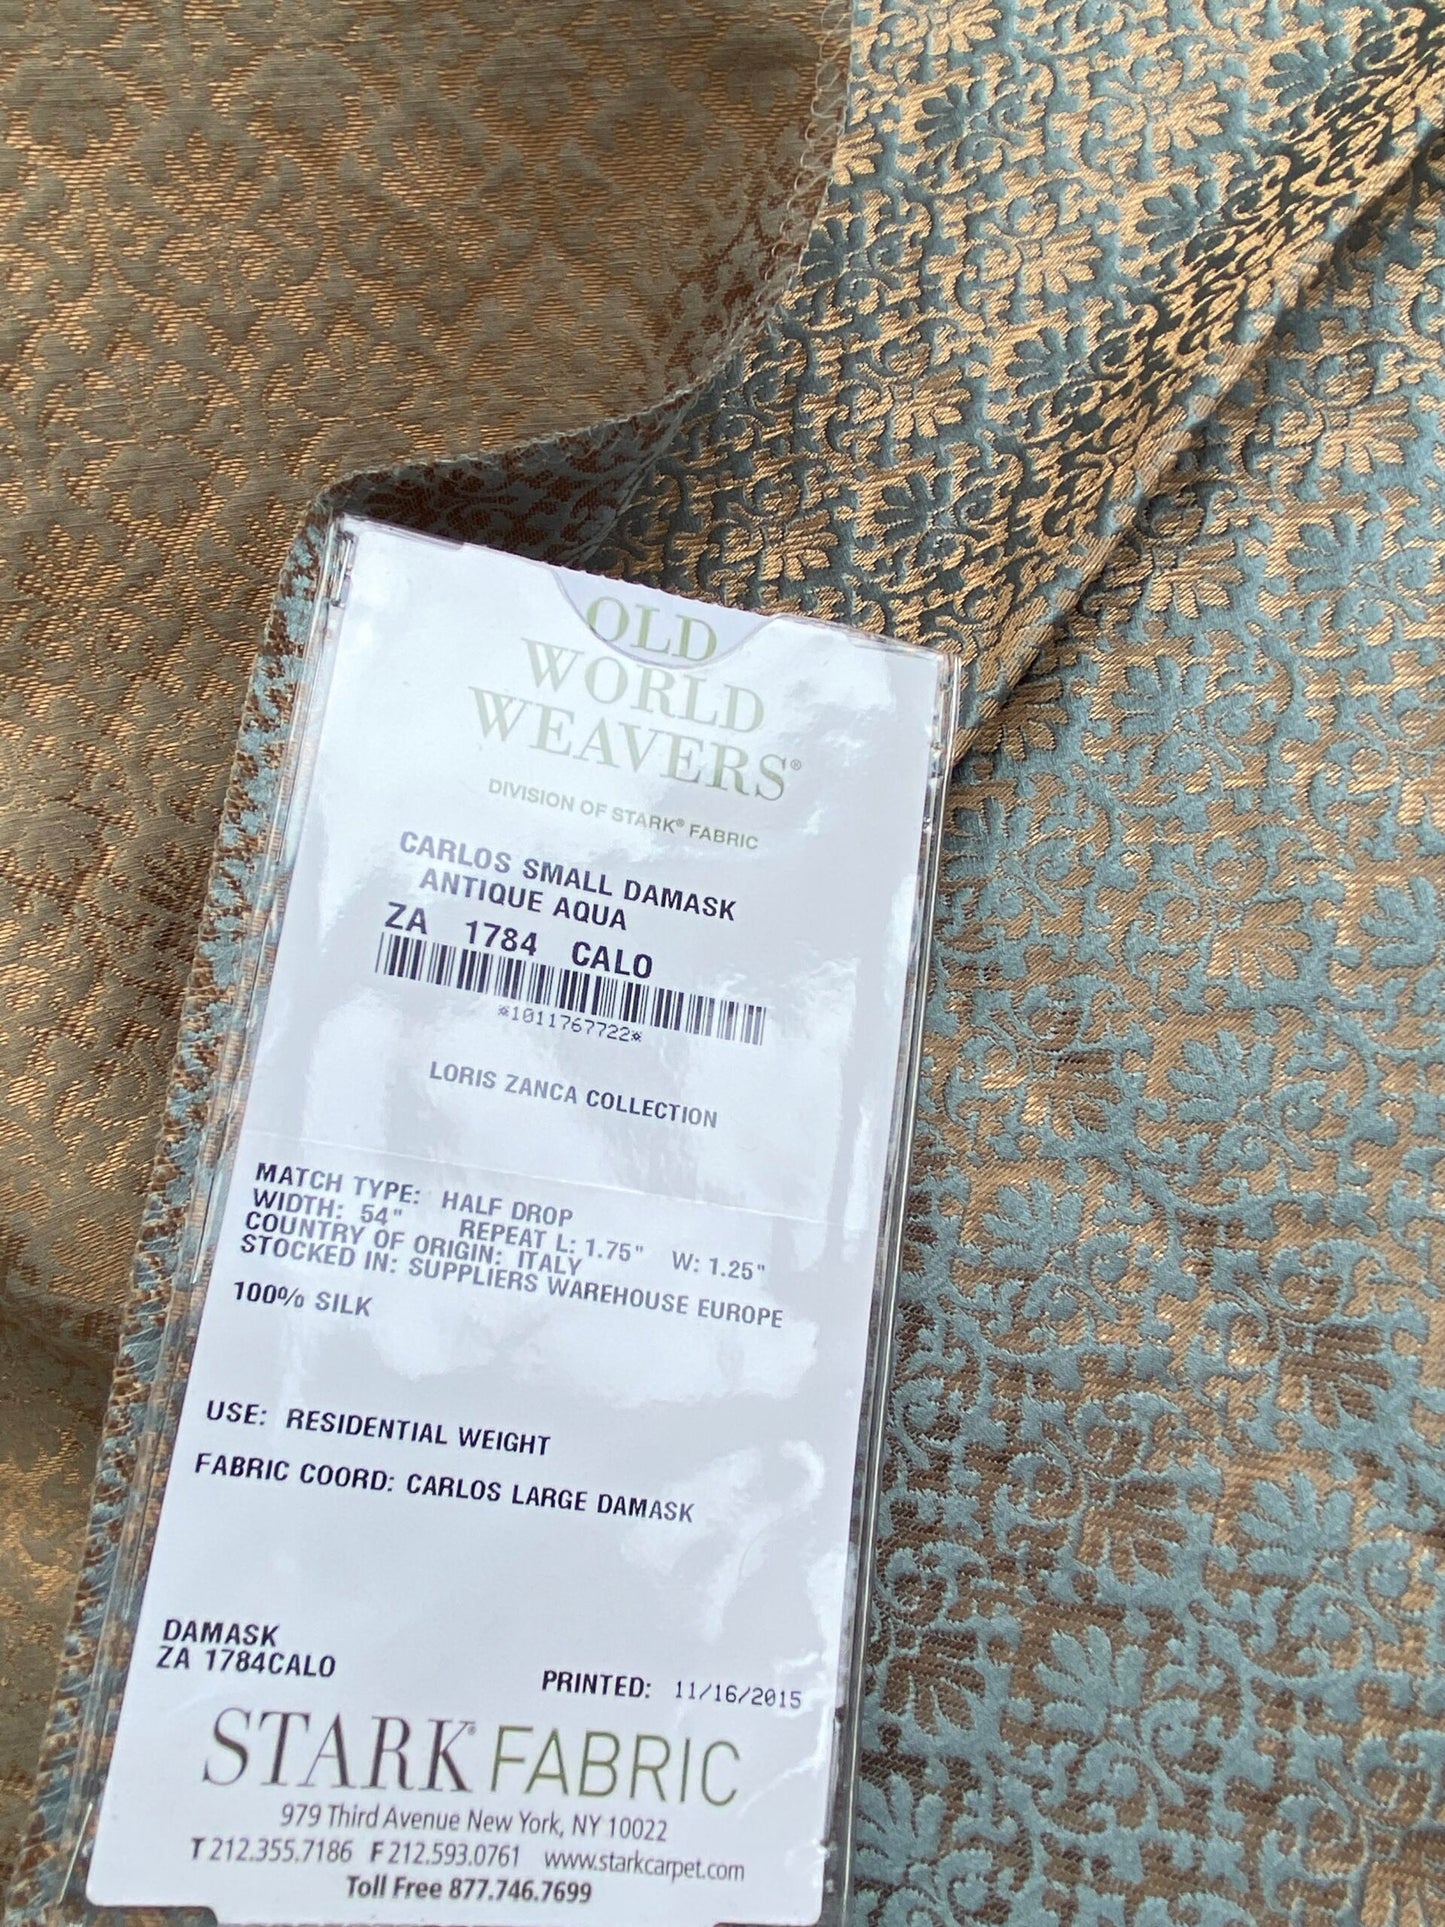 OLD
WORLD
WEAVERS®
DIVISION OF STARK® FABRIC
CARLOS SMALL DAMASK
ANTIQUE AQUA
ZA 1784 CALO
*1011767722*
LORIS ZANCA COLLECTION
MATCH TYPE: HALF DROP
WIDTH: 54" REPEAT L: 1.75" W: 1.25"
COUNTRY OF ORIGIN: ITALY
STOCKED IN: SUPPLIERS WAREHOUSE EUROPE
100% SILK
USE: RESIDENTIAL WEIGHT
FABRIC COORD: CARLOS LARGE DAMASK
DAMASK
ZA 1784CALO
PRINTED: 11/16/2015
STARK® FABRIC
979 Third Avenue New York, NY 10022
T 212.355.7186 F 212.593.0761 www.starkcarpet.com
Toll Free 877.746.7699